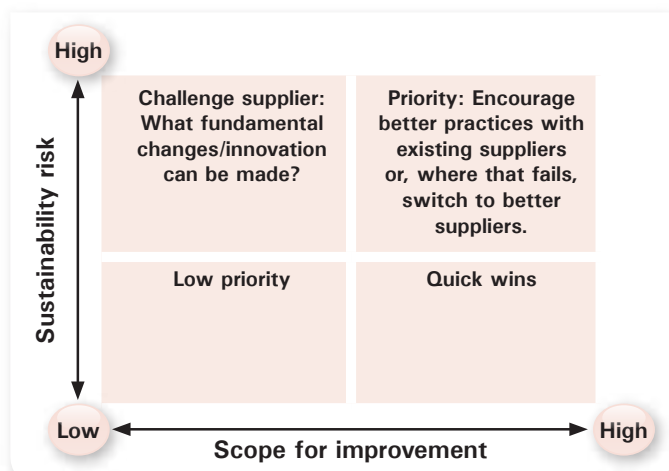 High
Sustainability risk
Challenge supplier:
What fundamental
changes/innovation
can be made?
Priority: Encourage
better practices with
existing suppliers
or, where that fails,
switch to better
suppliers.
Low priority
Quick wins
Low
High
Scope for improvement